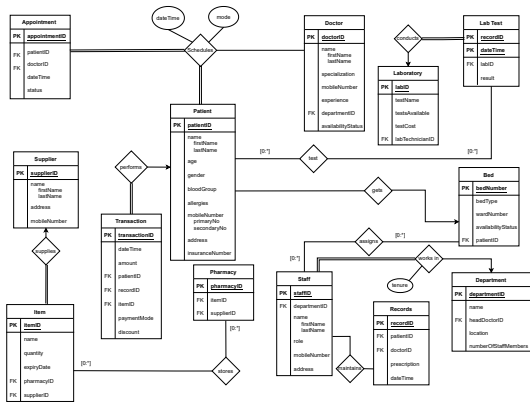 dateTime
mode
Appointment
PK appointmentID
FK patientID
FK doctorID
dateTime
status
Schedules
Doctor
PK doctorID
name
firstName
lastName
specialization
mobileNumber
experience
FK departmentID
availabilityStatus
conducts
Lab Test
PK recordID
PK dateTime
FK labID
result
Laboratory
PK labID
testName
testsAvailable
testCost
FK labTechnicianID
Patient
PK patientID
name
firstName
lastName
age
gender
bloodGroup
allergies
mobileNumber
primaryNo
secondaryNo
address
insuranceNumber
[0:*]
test
[0:*]
Supplier
PK supplierID
name
firstName
lastName
address
mobileNumber
performs
gets
Bed
PK bedNumber
bedType
wardNumber
availabilityStatus
FK patientID
supplies
Transaction
PK transactionID
dateTime
amount
FK patientID
FK recordID
FK itemID
paymentMode
discount
assigns
[0:*]
[0:*]
works in
tenure
Pharmacy
PK pharmacyID
FK itemID
FK supplierID
[0:*]
Staff
PK staffID
FK departmentID
name
firstName
lastName
role
mobileNumber
address
Department
PK departmentID
name
FK headDoctorID
location
numberOfStaffMembers
Item
PK itemID
name
quantity
expiryDate
FK pharmacyID
FK supplierID
[0:*]
stores
maintains
Records
PK recordID
FK patientID
FK doctorID
prescription
dateTime